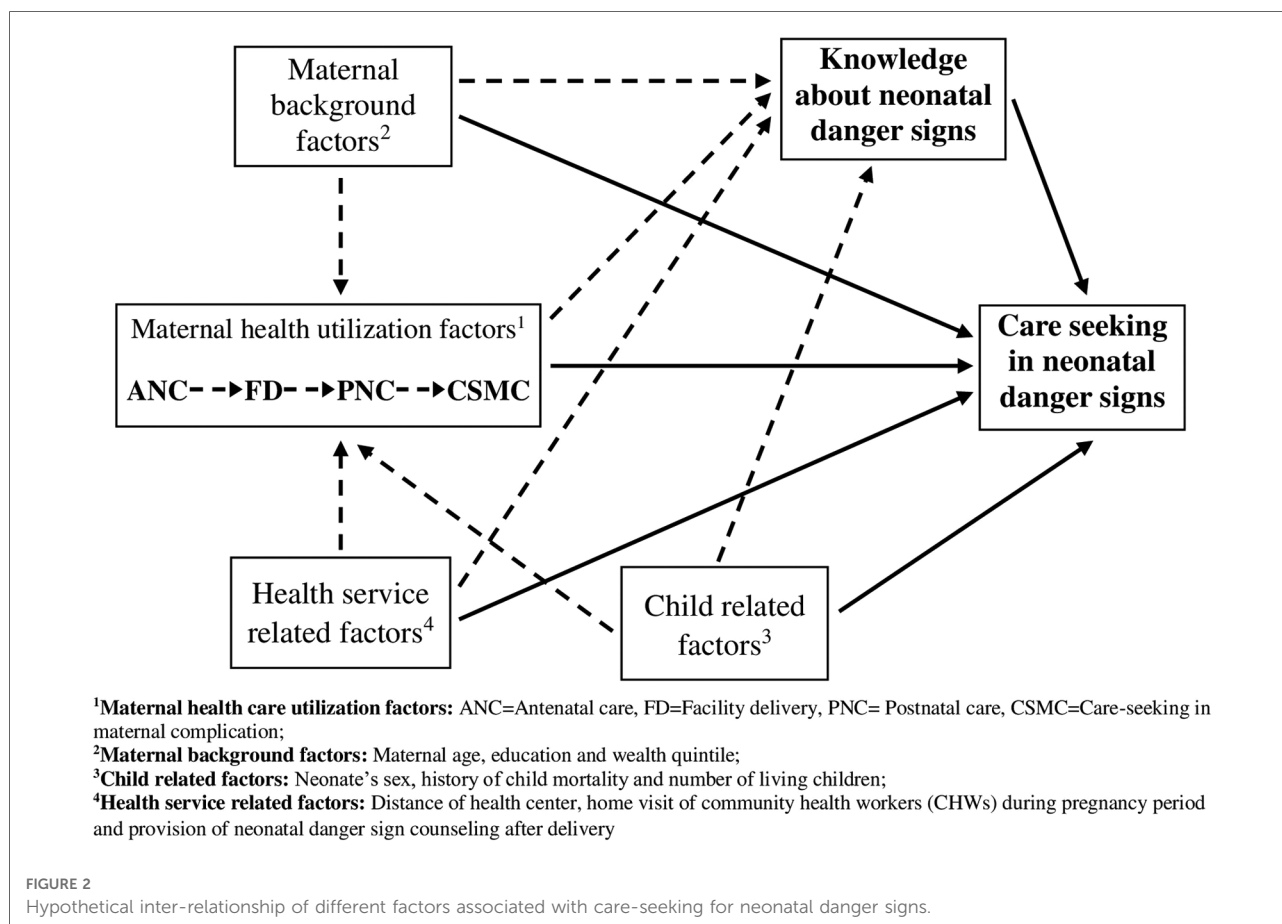 Maternal
background
factors²
Knowledge
about neonatal
danger signs
Maternal health utilization factors¹
ANC FD PNC CSMC
Care seeking
in neonatal
danger signs
Health service
related factors⁴
Child related
factors³
¹Maternal health care utilization factors: ANC=Antenatal care, FD=Facility delivery, PNC= Postnatal care, CSMC=Care-seeking in
maternal complication;
²Maternal background factors: Maternal age, education and wealth quintile;
³Child related factors: Neonate's sex, history of child mortality and number of living children;
⁴Health service related factors: Distance of health center, home visit of community health workers (CHWs) during pregnancy period
and provision of neonatal danger sign counseling after delivery
FIGURE 2
Hypothetical inter-relationship of different factors associated with care-seeking for neonatal danger signs.